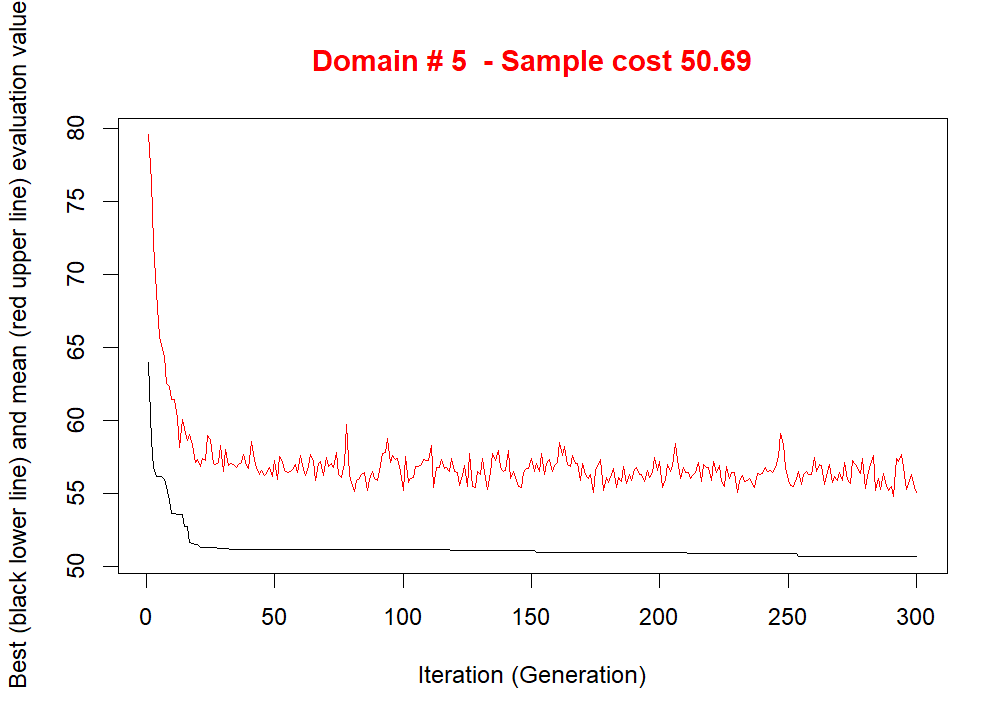 Domain # 5  - Sample cost 50.69
Best (black lower line) and mean (red upper line) evaluation value
80
75
70
65
60
55
50
0 50 100 150 200 250 300
Iteration (Generation)